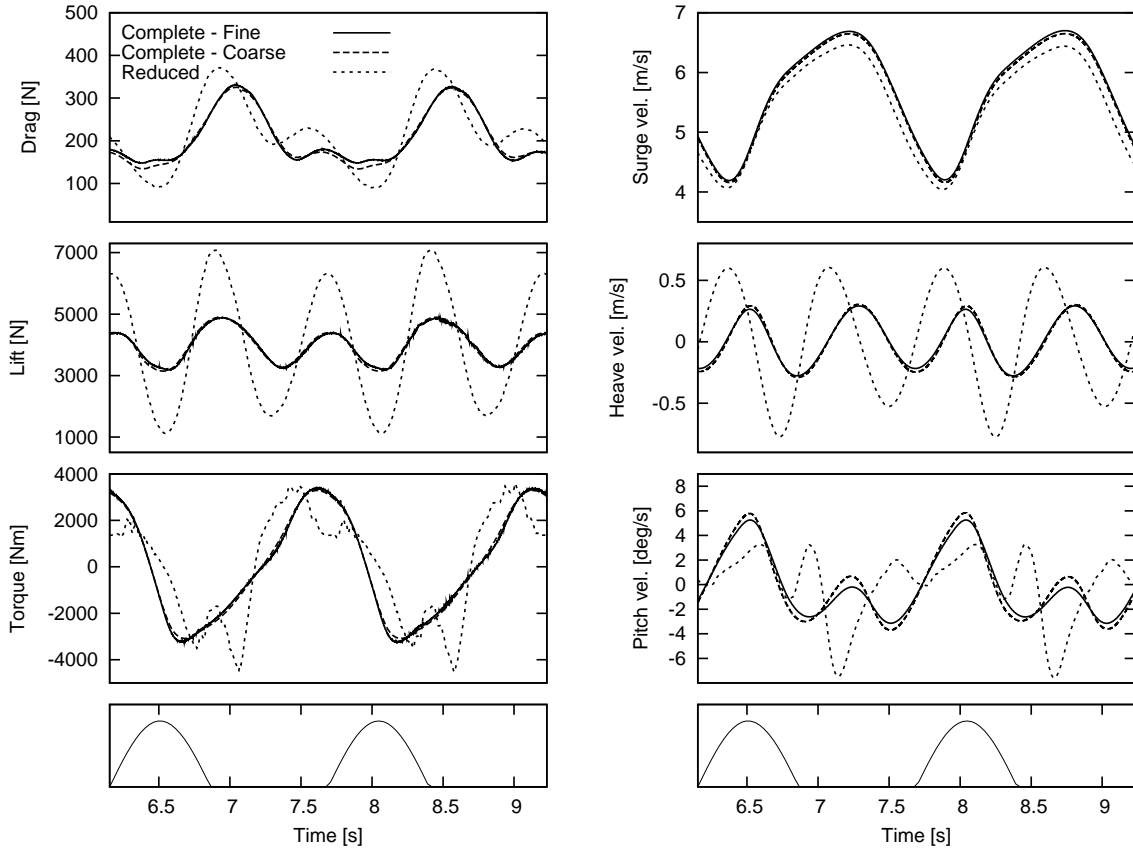 500
400
300
200
100
Drag [N]
Complete - Fine
Complete - Coarse
Reduced
7
6
5
4
Surge vel. [m/s]
7000
5000
3000
1000
Lift [N]
0.5
0
-0.5
Heave vel. [m/s]
4000
2000
0
-2000
-4000
Torque [Nm]
8
6
4
2
0
-2
-4
-6
Pitch vel. [deg/s]
6.5 7 7.5 8 8.5 9
Time [s]
6.5 7 7.5 8 8.5 9
Time [s]